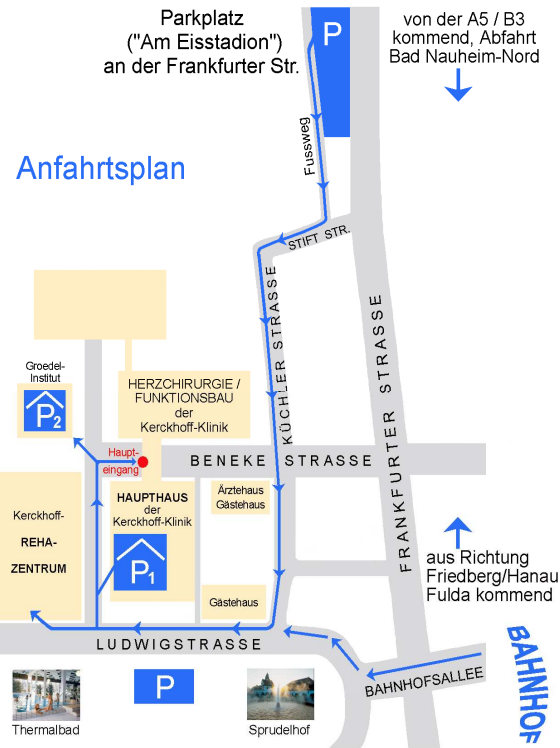 Parkplatz
("Am Eisstadion")
an der Frankfurter Str.
P
von der A5 / B3
kommend, Abfahrt
Bad Nauheim-Nord
Anfahrtsplan
Fussweg
STIFT STR.
KÜCHLER STRASSE
FRANKFURTER STRASSE
Groedel-
Institut
P2
HERZCHIRURGIE /
FUNKTIONSBAU
der
Kerckhoff-Klinik
Haupt-
eingang
BENEKE STRASSE
HAUPTHAUS
der
Kerckhoff-Klinik
Ärztehaus
Gästehaus
Kerckhoff-
REHA-
ZENTRUM
P1
Gästehaus
aus Richtung
Friedberg/Hanau
Fulda kommend
LUDWIGSTRASSE
BAHNHOFSALLEE
BAHNHOF
P
Thermalbad
Sprudelhof